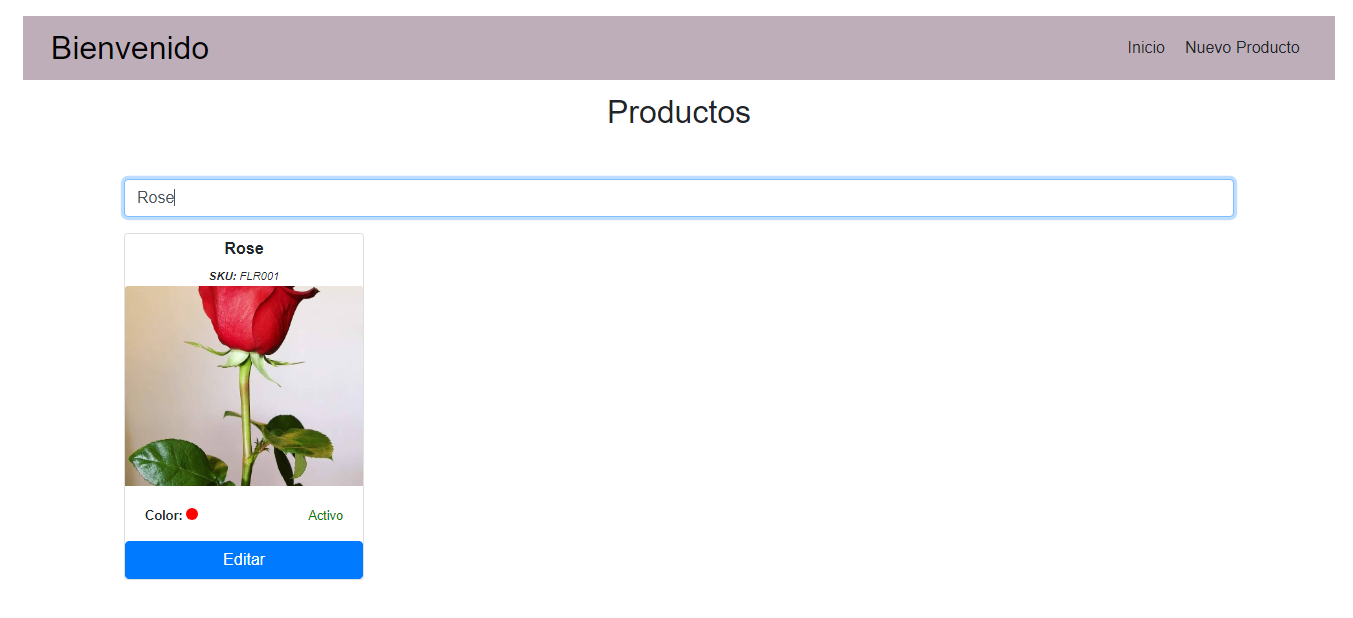 Bienvenido
Inicio
Nuevo Producto
Productos
Rose
Rose
SKU: FLR001
Color:
Activo
Editar